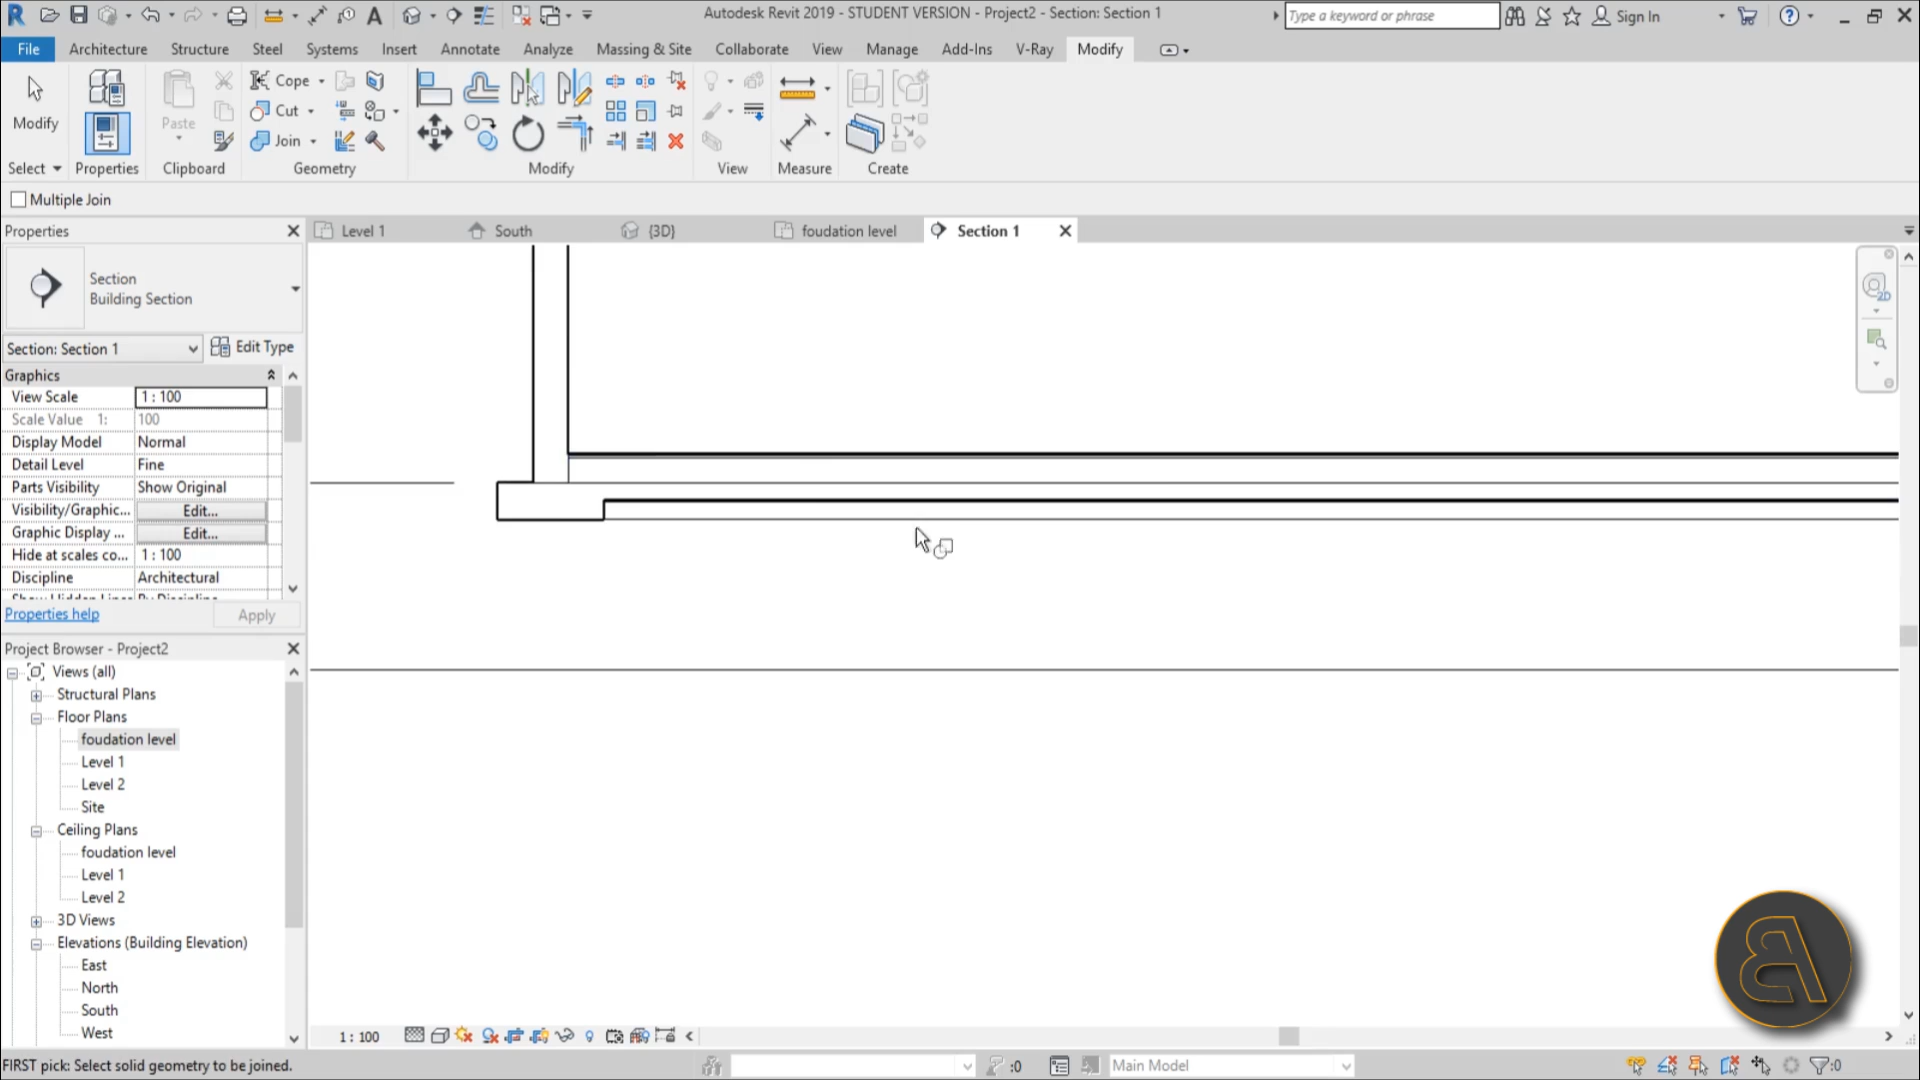 Autodesk Revit 2019 - STUDENT VERSION - Project2 - Section: Section 1
Type a keyword or phrase
Sign In
File
Architecture
Structure
Steel
Systems
Insert
Annotate
Analyze
Massing & Site
Collaborate
View
Manage
Add-Ins
V-Ray
Modify
Modify
Select
Properties
Paste
Clipboard
Cope
Cut
Join
Geometry
Modify
View
Measure
Create
Multiple Join
Properties
Level 1
South
{3D}
foudation level
Section 1
Section
Building Section
Section: Section 1
Edit Type
Graphics
View Scale 1 : 100
Scale Value 1: 100
Display Model Normal
Detail Level Fine
Parts Visibility Show Original
Visibility/Graphic... Edit...
Graphic Display ... Edit...
Hide at scales co... 1 : 100
Discipline Architectural
Properties help
Apply
Project Browser - Project2
Views (all)
Structural Plans
Floor Plans
foudation level
Level 1
Level 2
Site
Ceiling Plans
foudation level
Level 1
Level 2
3D Views
Elevations (Building Elevation)
East
North
South
West
1 : 100
FIRST pick: Select solid geometry to be joined.
:0
Main Model
:0
2D